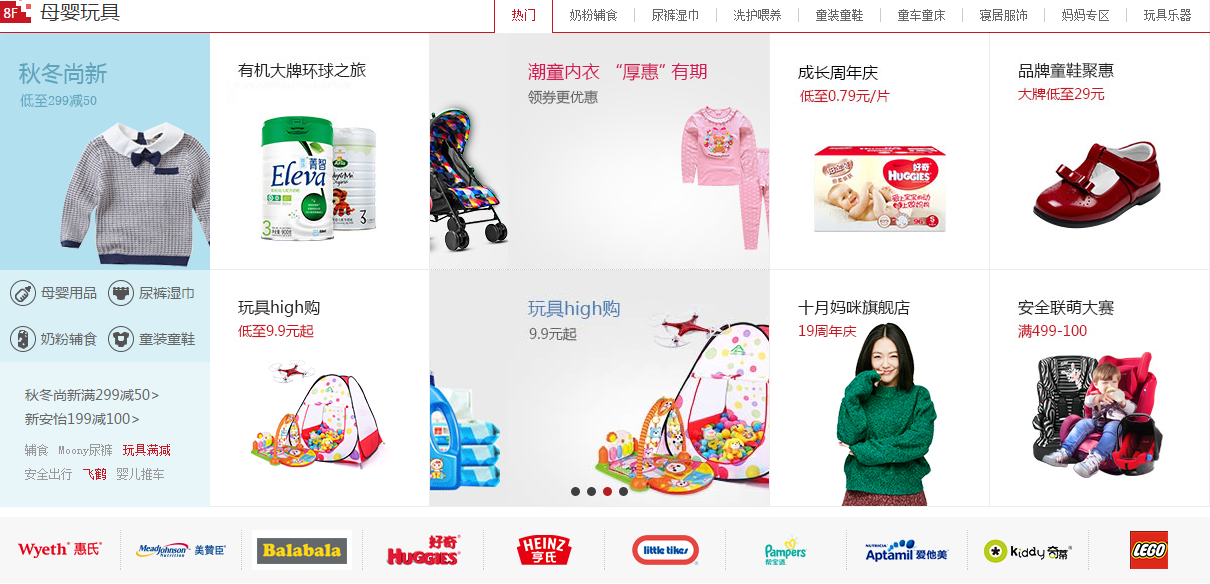 8F 母婴玩具
热门 奶粉辅食 尿裤湿巾 洗护喂养 童装童鞋 童车童床 寝居服饰 妈妈专区 玩具乐器
秋冬尚新
低至299减50
有机大牌环球之旅
Eleva 菁智
3
3
潮童内衣 “厚惠”有期
领券更优惠
成长周年庆
低至0.79元/片
好奇
HUGGIES
S
品牌童鞋聚惠
大牌低至29元
母婴用品 尿裤湿巾
奶粉辅食 童装童鞋
玩具high购
低至9.9元起
玩具high购
9.9元起
十月妈咪旗舰店
19周年庆
安全联萌大赛
满499-100
秋冬尚新满299减50>
新安怡199减100>
辅食 Moony尿裤 玩具满减
安全出行 飞鹤 婴儿推车
Wyeth 惠氏
MeadJohnson Nutrition 美赞臣
Balabala
好奇
HUGGIES
HEINZ
亨氏
little tikes
Pampers
帮宝适
NUTRICIA
Aptamil 爱他美
Kiddy 奇蒂
LEGO